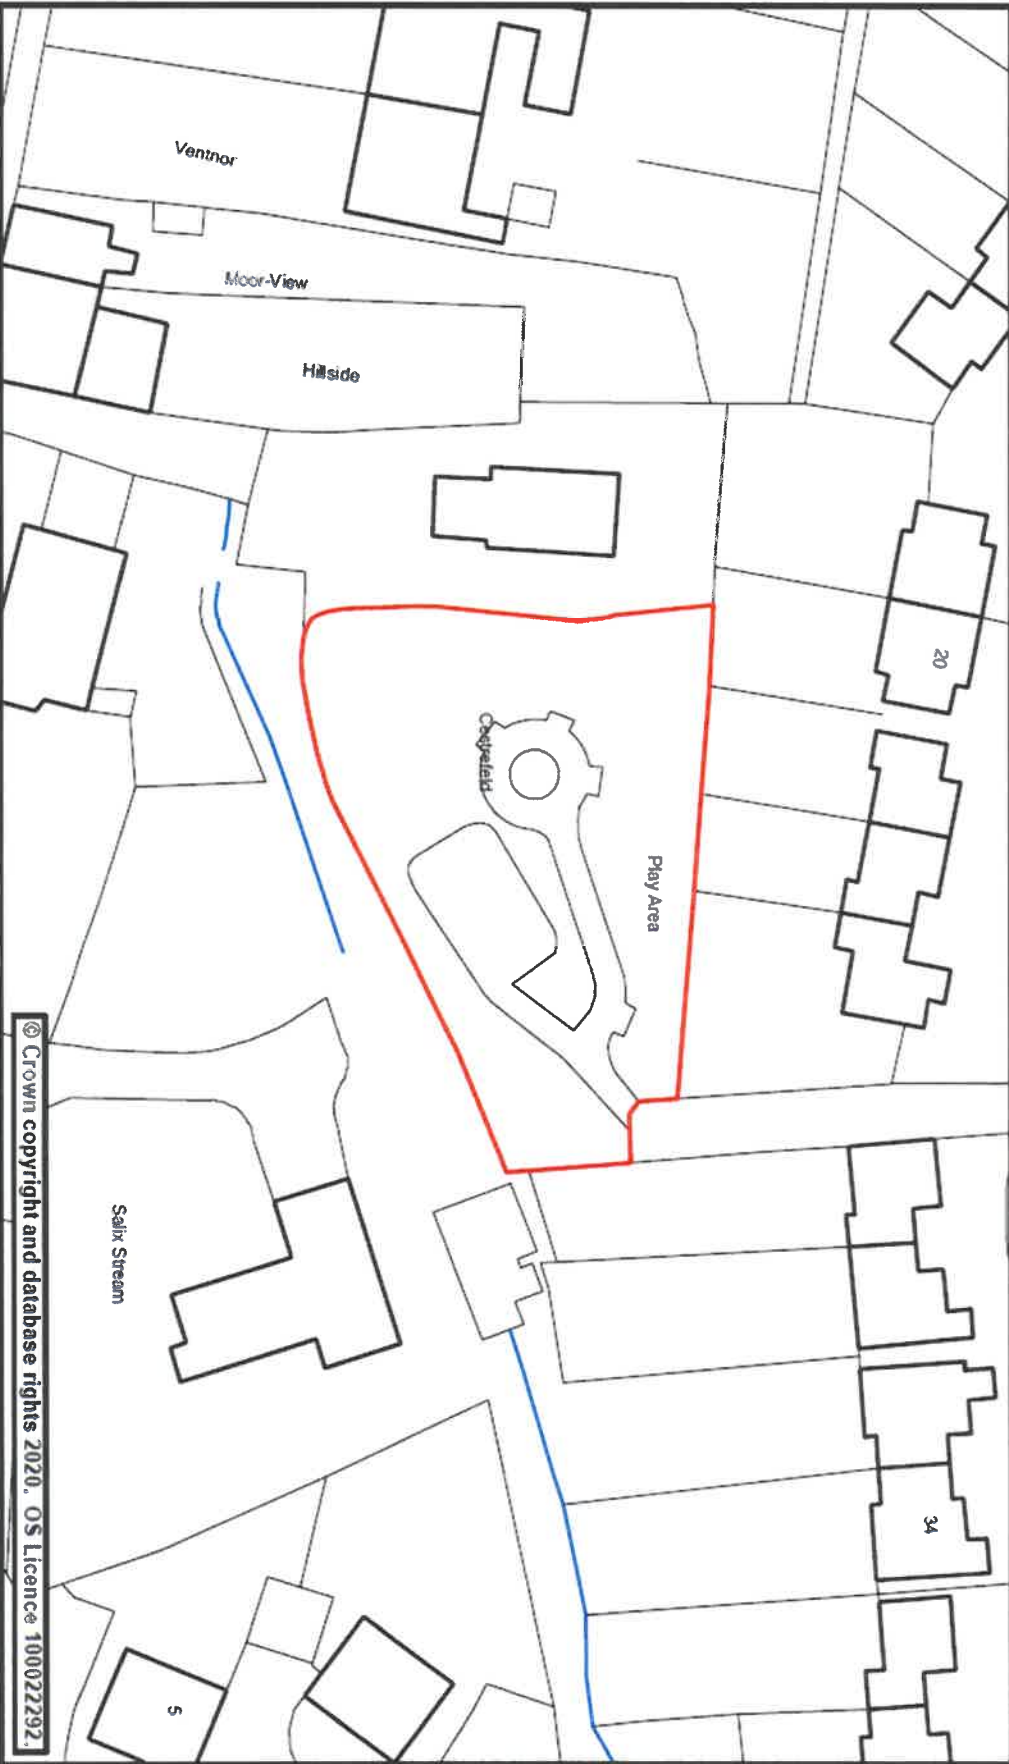 Ventnor
Moor-View
Hillside
20
Play Area
34
Salix Stream
5
© Crown copyright and database rights 2020. OS Licence 100022292.